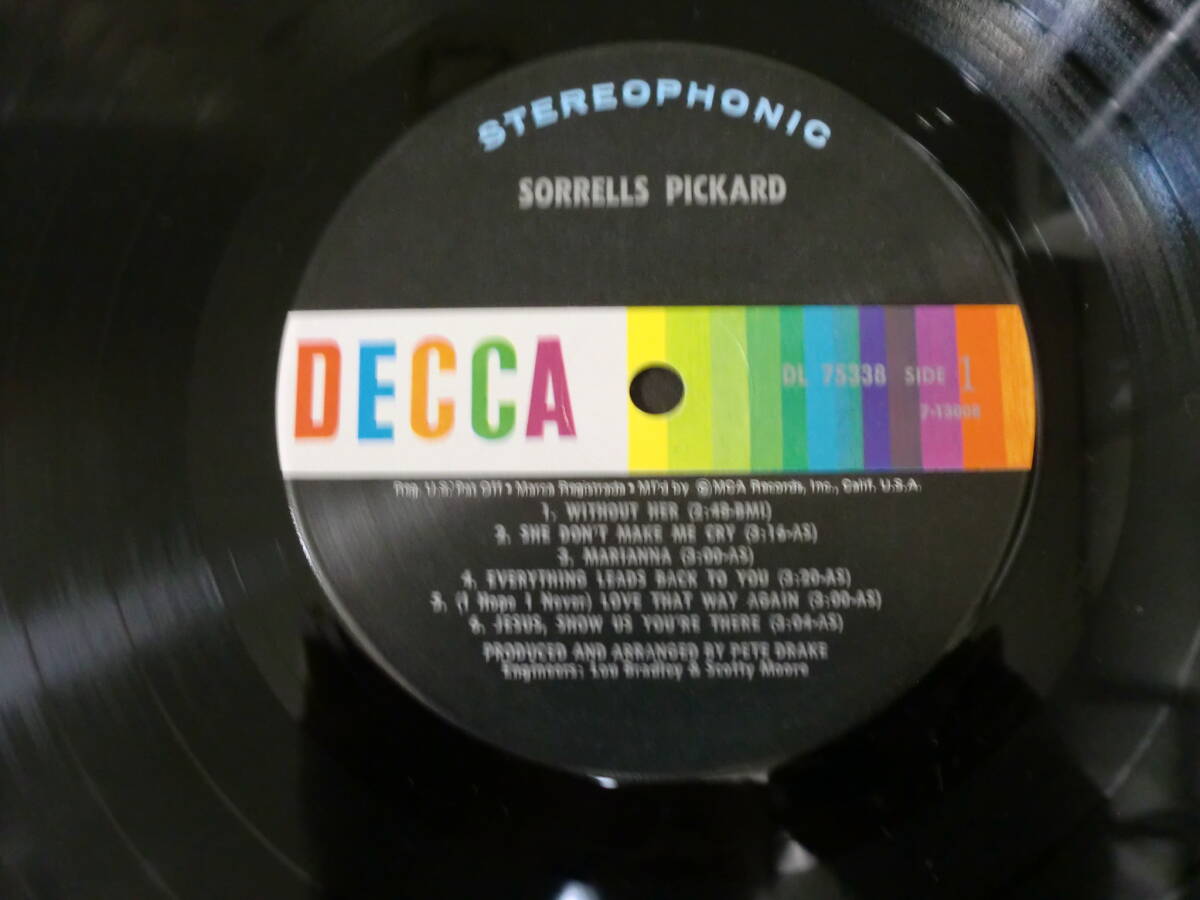 STEREOPHONIC
SORRELLS PICKARD
DECCA
DL 75338 SIDE 1
7-13008
Reg. U.S. Pat Off • Marca Registrada • Mf'd by ©MCA Records, Inc., Calif. U.S.A.
1. WITHOUT HER (3:48-BMI)
2. SHE DON'T MAKE ME CRY (3:16-AS)
3. MARIANNA (3:00-AS)
4. EVERYTHING LEADS BACK TO YOU (3:20-AS)
5. (I Hope I Never) LOVE THAT WAY AGAIN (3:00-AS)
6. JESUS, SHOW US YOU'RE THERE (3:04-AS)
PRODUCED AND ARRANGED BY PETE DRAKE
Engineers: Lou Bradley & Scotty Moore